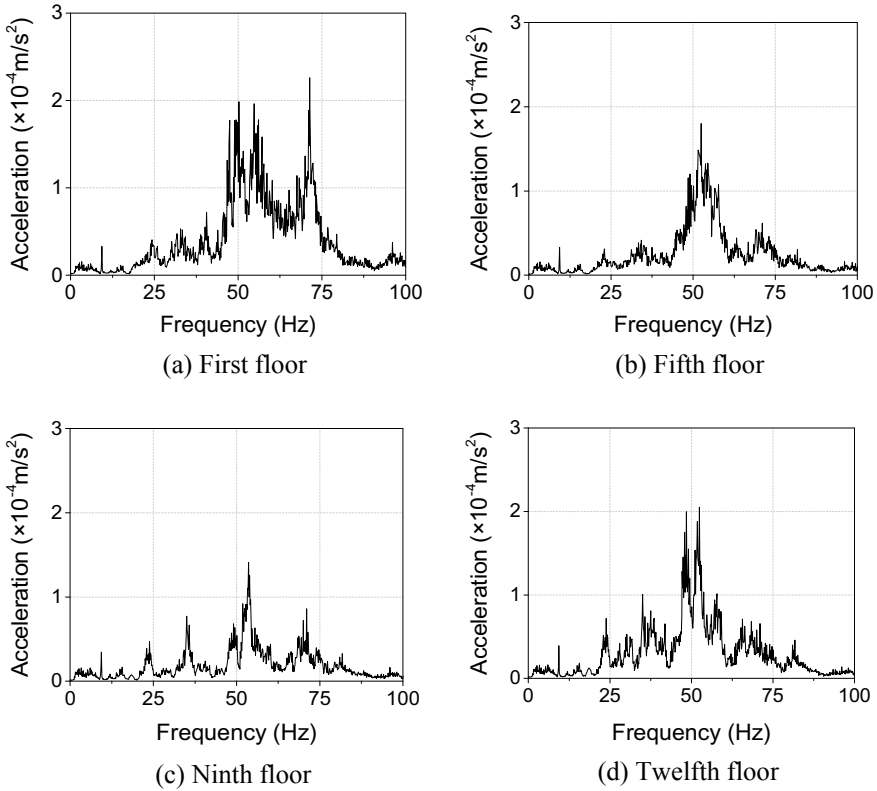 3
2
1
0
Acceleration (×10⁻⁴m/s²)
0 25 50 75 100
Frequency (Hz)
(a) First floor
3
2
1
0
Acceleration (×10⁻⁴m/s²)
0 25 50 75 100
Frequency (Hz)
(b) Fifth floor
3
2
1
0
Acceleration (×10⁻⁴m/s²)
0 25 50 75 100
Frequency (Hz)
(c) Ninth floor
3
2
1
0
Acceleration (×10⁻⁴m/s²)
0 25 50 75 100
Frequency (Hz)
(d) Twelfth floor